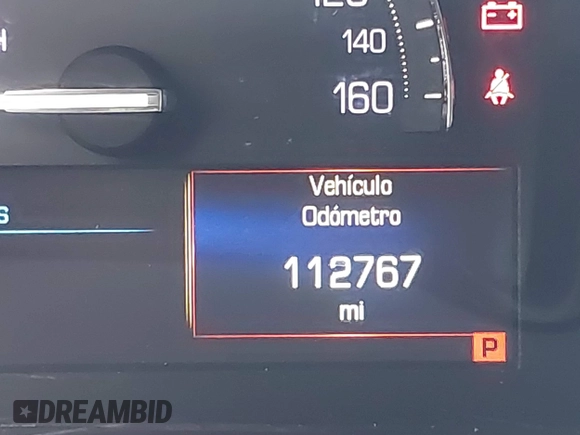 140
160
Vehículo
Odómetro
112767
mi
P
DREAMBID